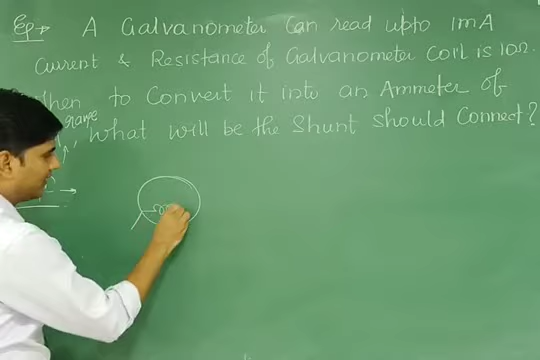 Ex→ A Galvanometer Can read upto 1mA
Current & Resistance of Galvanometer Coil is 10Ω.
then to Convert it into an Ammeter of
range, What will be the Shunt Should Connect?